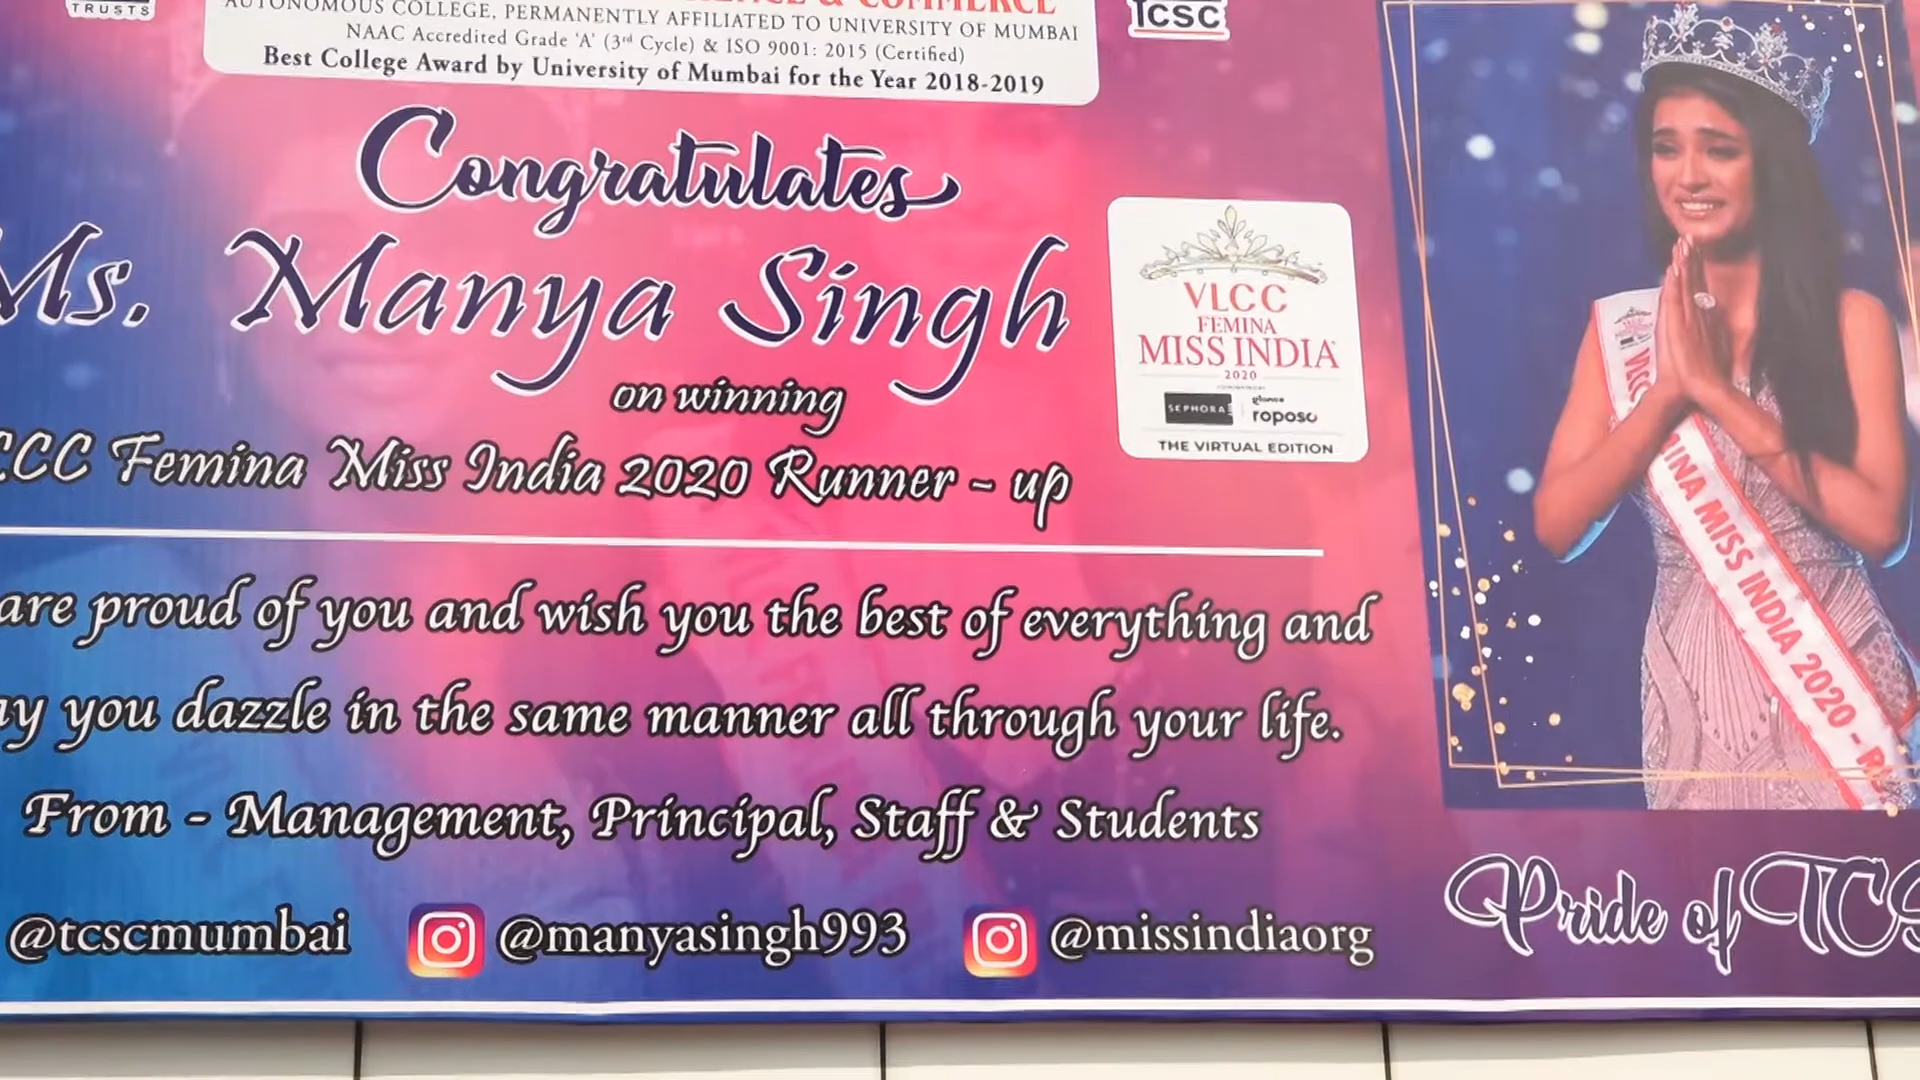 TRUSTS
& COMMERCE
AUTONOMOUS COLLEGE, PERMANENTLY AFFILIATED TO UNIVERSITY OF MUMBAI
NAAC Accredited Grade 'A' (3rd Cycle) & ISO 9001: 2015 (Certified)
Best College Award by University of Mumbai for the Year 2018-2019
TCSC
Congratulates
Ms. Manya Singh
on winning
Femina Miss India 2020 Runner - up
VLCC
FEMINA
MISS INDIA
2020
SEPHORA
glance
roposo
THE VIRTUAL EDITION
are proud of you and wish you the best of everything and
you dazzle in the same manner all through your life.
From - Management, Principal, Staff & Students
@tcscmumbai @manyasingh993 @missindiaorg
MISS INDIA 2020 -
Pride of